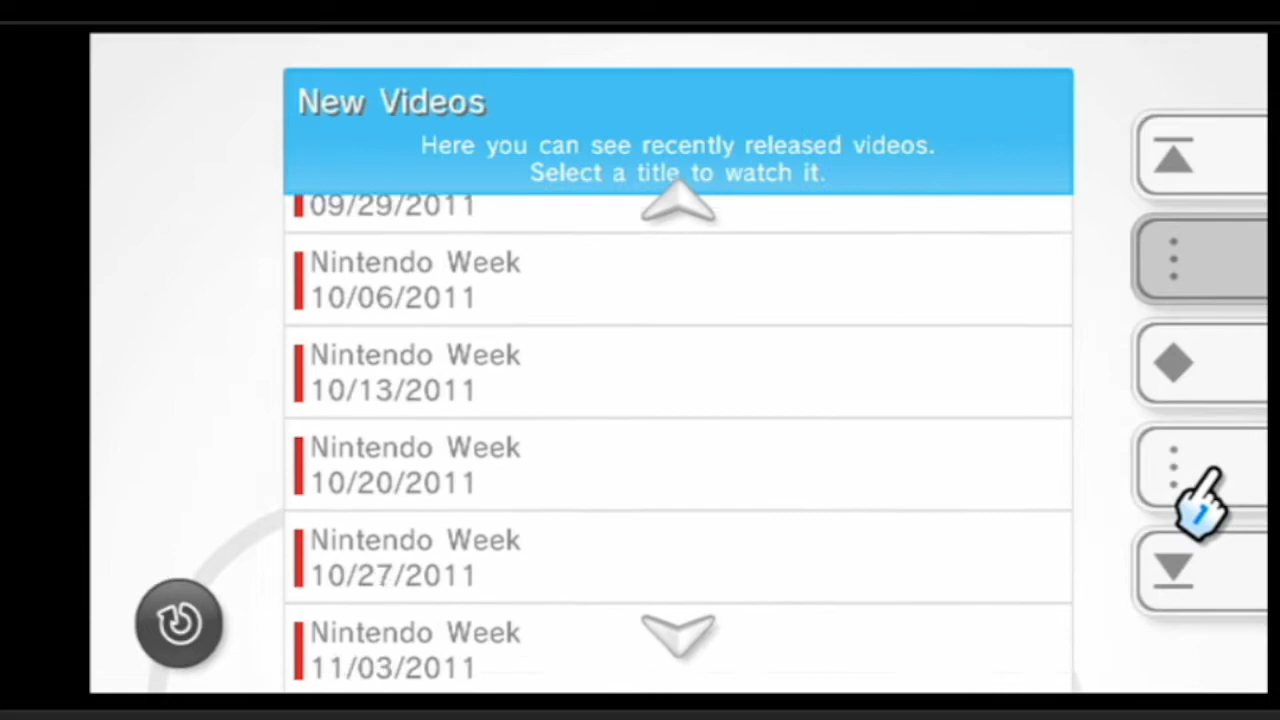 New Videos
Here you can see recently released videos.
Select a title to watch it.
09/29/2011
Nintendo Week
10/06/2011
Nintendo Week
10/13/2011
Nintendo Week
10/20/2011
Nintendo Week
10/27/2011
Nintendo Week
11/03/2011
1